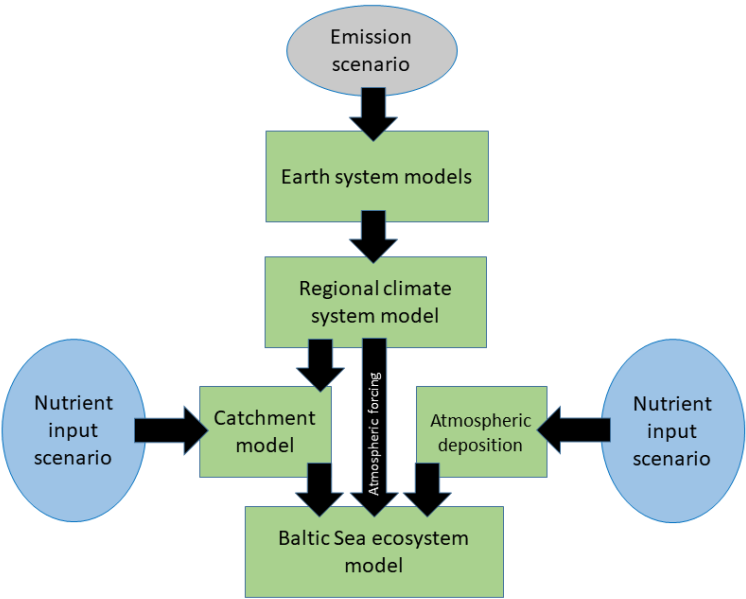 Emission
scenario
Earth system models
Regional climate
system model
Nutrient
input
scenario
Catchment
model
Atmospheric forcing
Atmospheric
deposition
Nutrient
input
scenario
Baltic Sea ecosystem
model